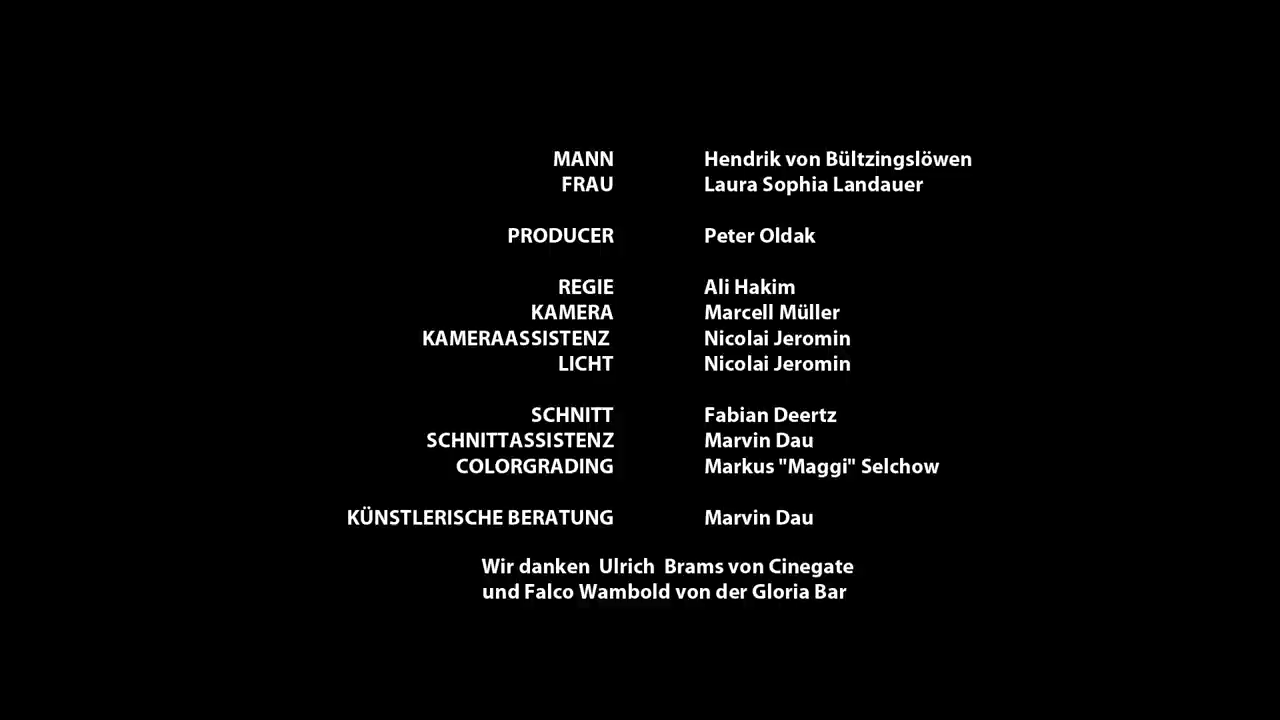 MANN Hendrik von Bültzingslöwen
FRAU Laura Sophia Landauer
PRODUCER Peter Oldak
REGIE Ali Hakim
KAMERA Marcell Müller
KAMERAASSISTENZ Nicolai Jeromin
LICHT Nicolai Jeromin
SCHNITT Fabian Deertz
SCHNITTASSISTENZ Marvin Dau
COLORGRADING Markus "Maggi" Selchow
KÜNSTLERISCHE BERATUNG Marvin Dau
Wir danken Ulrich Brams von Cinegate
und Falco Wambold von der Gloria Bar